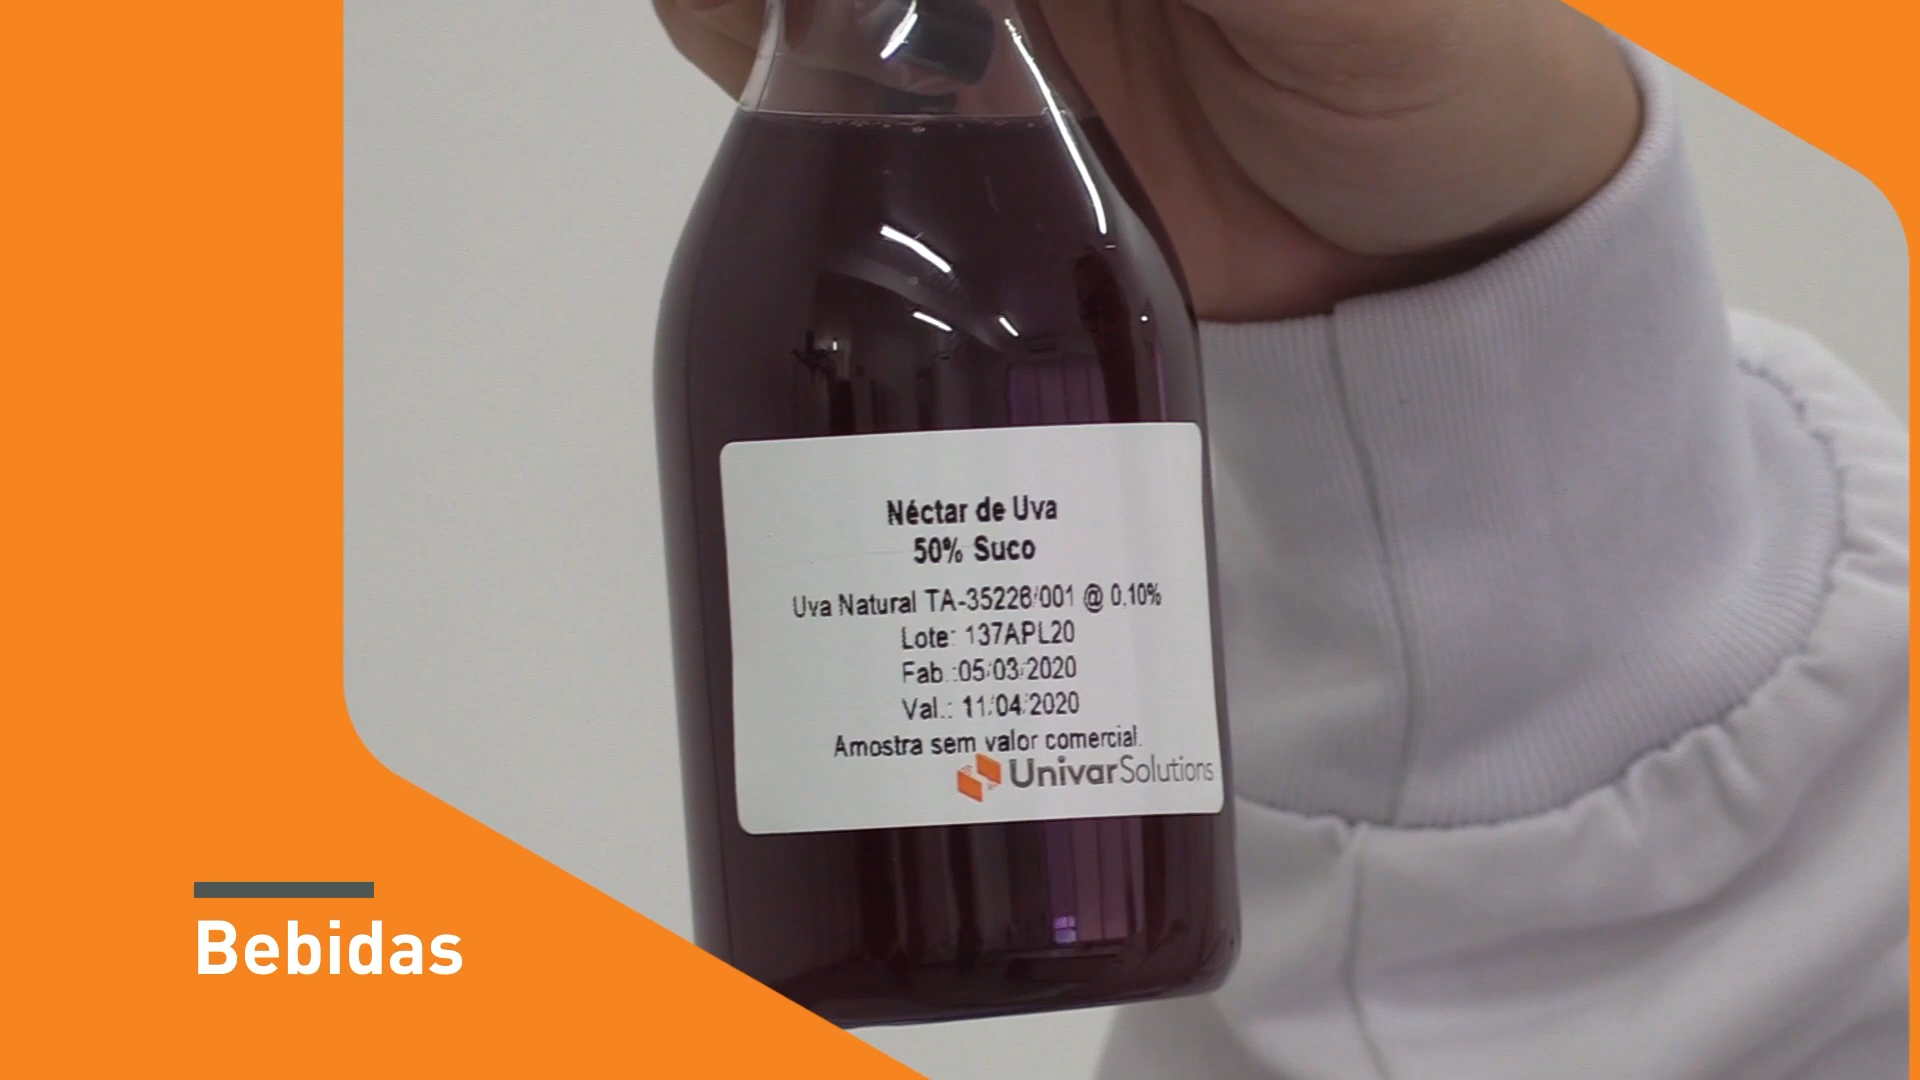 Néctar de Uva
50% Suco
Uva Natural TA-35226/001 @ 0,10%
Lote: 137APL20
Fab.:05/03/2020
Val.: 11/04/2020
Amostra sem valor comercial.
UnivarSolutions
Bebidas